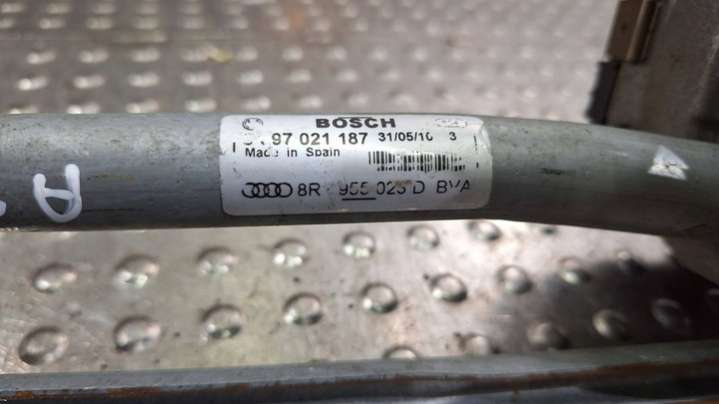 BOSCH
97 021 187 31/05/10 3
Made in Spain
8R 955 023 D BVA